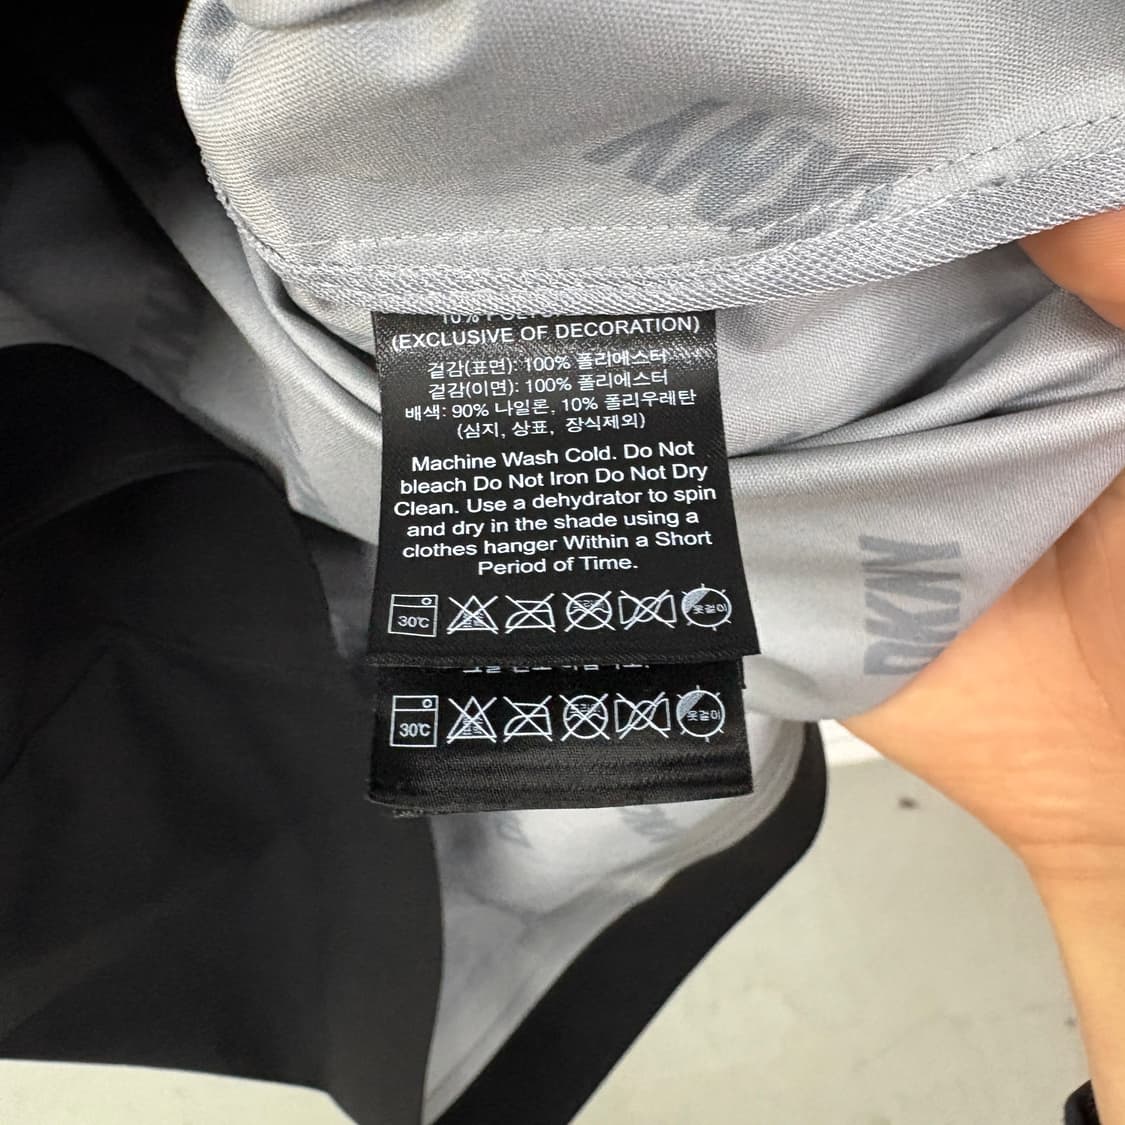 10%
(EXCLUSIVE OF DECORATION)
겉감(표면): 100% 폴리에스터
겉감(이면): 100% 폴리에스터
배색: 90% 나일론, 10% 폴리우레탄
(심지, 상표, 장식제외)
Machine Wash Cold. Do Not
bleach Do Not Iron Do Not Dry
Clean. Use a dehydrator to spin
and dry in the shade using a
clothes hanger Within a Short
Period of Time.
30℃ 옷걸이
30℃ 옷걸이
DKNY